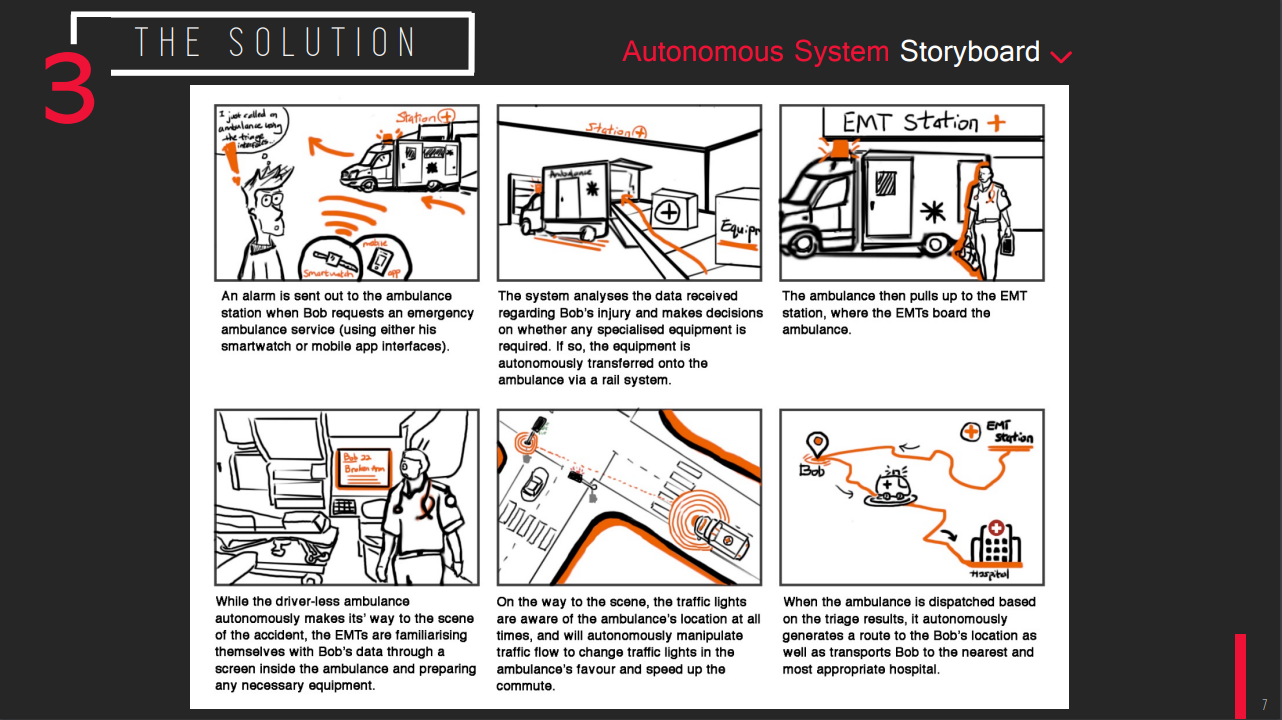 THE SOLUTION
3
Autonomous System Storyboard
I just called an
ambulance using
the triage
interface...
Station
Smartwatch
mobile
app
An alarm is sent out to the ambulance
station when Bob requests an emergency
ambulance service (using either his
smartwatch or mobile app interfaces).
Station
Ambulance
Equipr
The system analyses the data received
regarding Bob's injury and makes decisions
on whether any specialised equipment is
required. If so, the equipment is
autonomously transferred onto the
ambulance via a rail system.
EMT Station
The ambulance then pulls up to the EMT
station, where the EMTs board the
ambulance.
Bob 22
Broken Arm
While the driver-less ambulance
autonomously makes its' way to the scene
of the accident, the EMTs are familiarising
themselves with Bob's data through a
screen inside the ambulance and preparing
any necessary equipment.
On the way to the scene, the traffic lights
are aware of the ambulance's location at all
times, and will autonomously manipulate
traffic flow to change traffic lights in the
ambulance's favour and speed up the
commute.
EMT
Station
Bob
Hospital
When the ambulance is dispatched based
on the triage results, it autonomously
generates a route to the Bob's location as
well as transports Bob to the nearest and
most appropriate hospital.
7